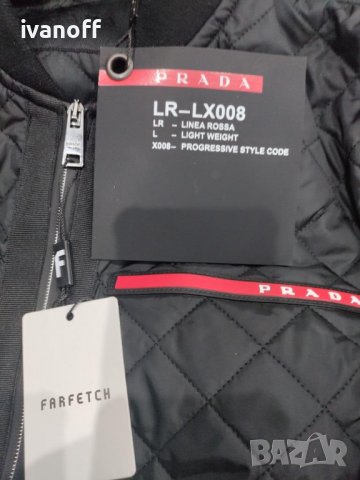 ivanoff
PRADA
LR-LX008
LR - LINEA ROSSA
L - LIGHT WEIGHT
X008- PROGRESSIVE STYLE CODE
PRADA
F
FARFETCH
BAZAR